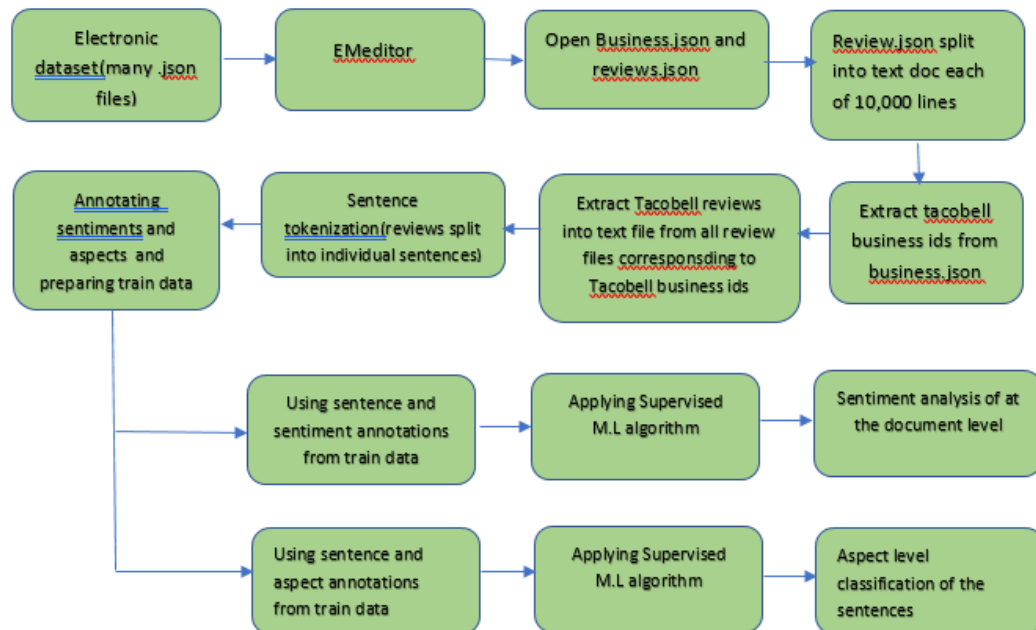 Electronic
dataset(many .json
files)
EMeditor
Open Business.json and
reviews.json
Review.json split
into text doc each
of 10,000 lines
Extract tacobell
business ids from
business.json
Extract Tacobell reviews
into text file from all review
files corresponsding to
Tacobell business ids
Sentence
tokenization(reviews split
into individual sentences)
Annotating
sentiments and
aspects and
preparing train data
Using sentence and
sentiment annotations
from train data
Applying Supervised
M.L algorithm
Sentiment analysis of at
the document level
Using sentence and
aspect annotations
from train data
Applying Supervised
M.L algorithm
Aspect level
classification of the
sentences